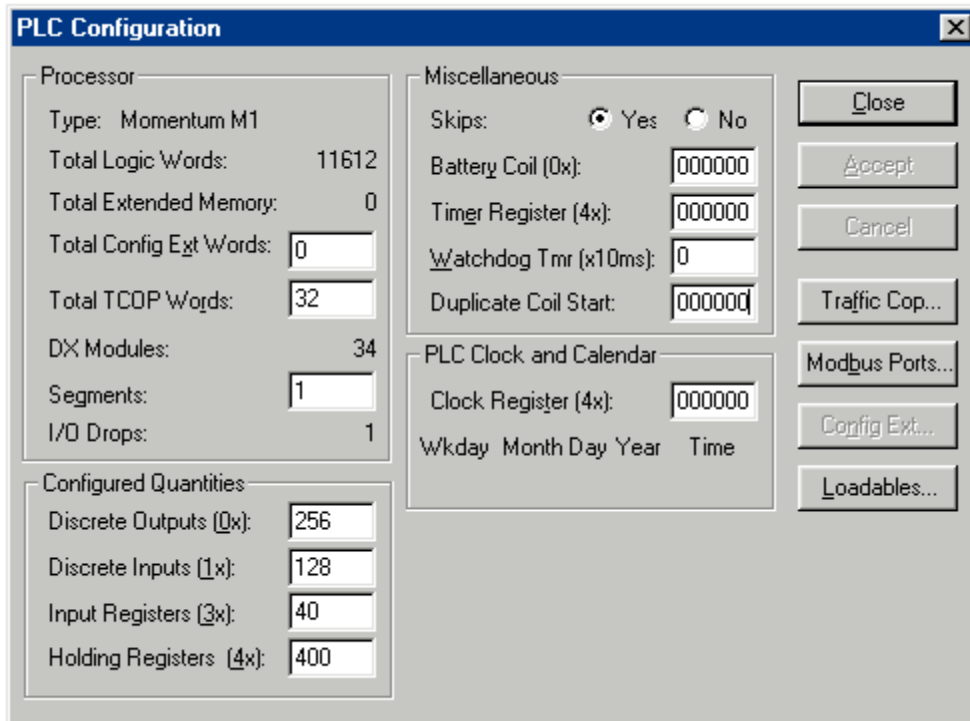 PLC Configuration
Processor
Type: Momentum M1
Total Logic Words: 11612
Total Extended Memory: 0
Total Config Ext Words: 0
Total TCOP Words: 32
DX Modules: 34
Segments: 1
I/O Drops: 1
Configured Quantities
Discrete Outputs (0x): 256
Discrete Inputs (1x): 128
Input Registers (3x): 40
Holding Registers (4x): 400
Miscellaneous
Skips: Yes No
Battery Coil (0x): 000000
Timer Register (4x): 000000
Watchdog Tmr (x10ms): 0
Duplicate Coil Start: 000000
PLC Clock and Calendar
Clock Register (4x): 000000
Wkday Month Day Year Time
Close
Accept
Cancel
Traffic Cop...
Modbus Ports...
Config Ext...
Loadables...